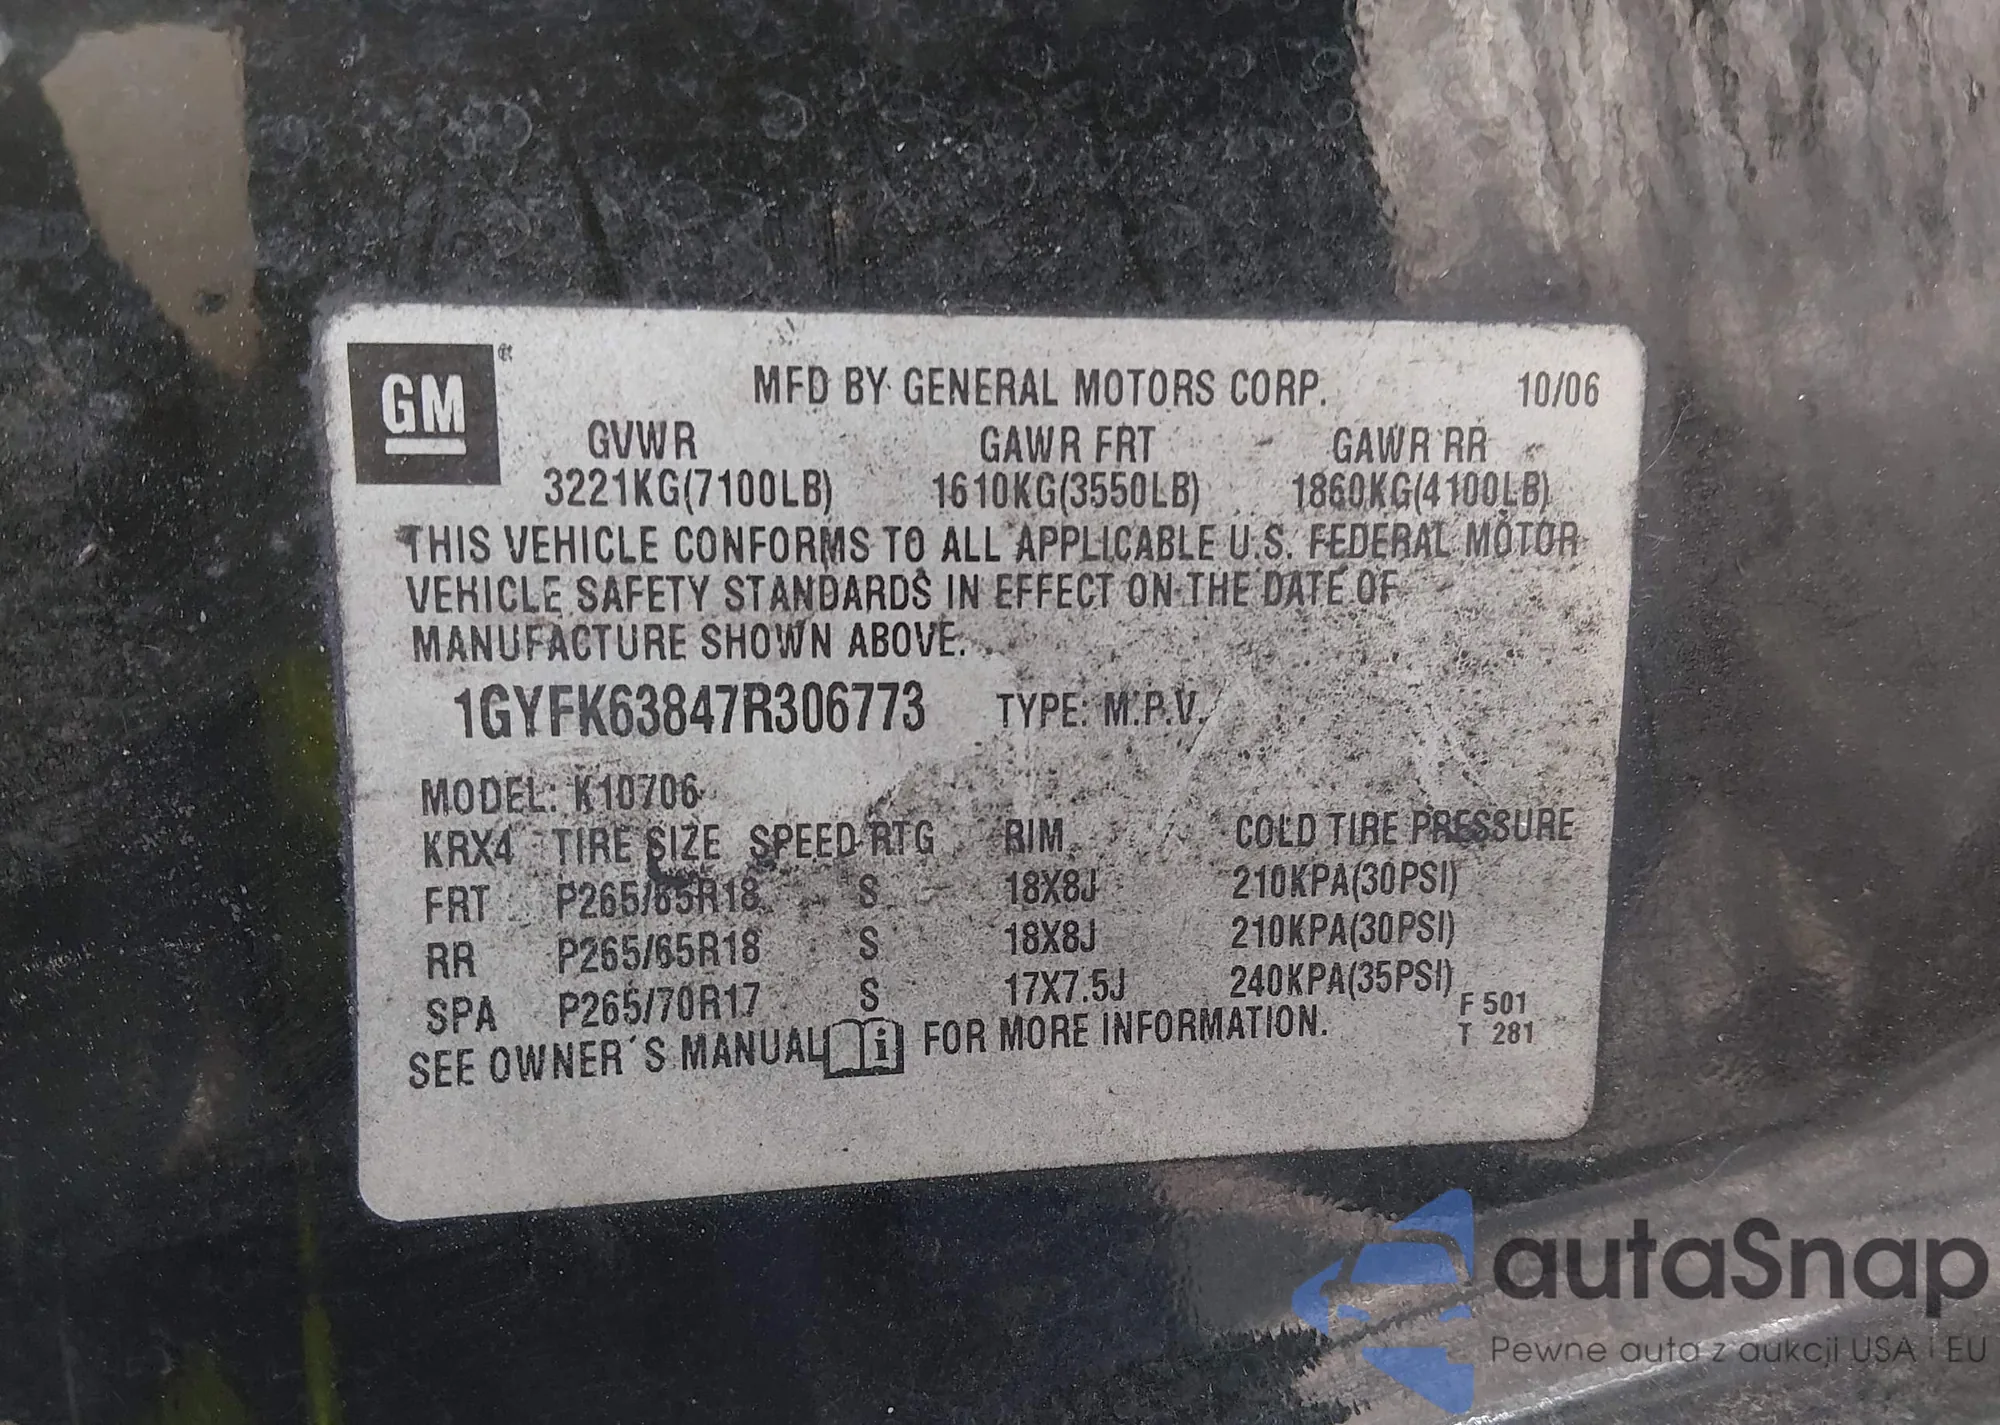 GM®
MFD BY GENERAL MOTORS CORP. 10/06
GVWR GAWR FRT GAWR RR
3221KG(7100LB) 1610KG(3550LB) 1860KG(4100LB)
THIS VEHICLE CONFORMS TO ALL APPLICABLE U.S. FEDERAL MOTOR
VEHICLE SAFETY STANDARDS IN EFFECT ON THE DATE OF
MANUFACTURE SHOWN ABOVE.
1GYFK63847R306773 TYPE: M.P.V.
MODEL: K10706
KRX4 TIRE SIZE SPEED RTG RIM COLD TIRE PRESSURE
FRT P265/65R18 S 18X8J 210KPA(30PSI)
RR P265/65R18 S 18X8J 210KPA(30PSI)
SPA P265/70R17 S 17X7.5J 240KPA(35PSI)
F 501
SEE OWNER´S MANUAL i FOR MORE INFORMATION. T 281
autaSnap
Pewne auta z aukcji USA i EU